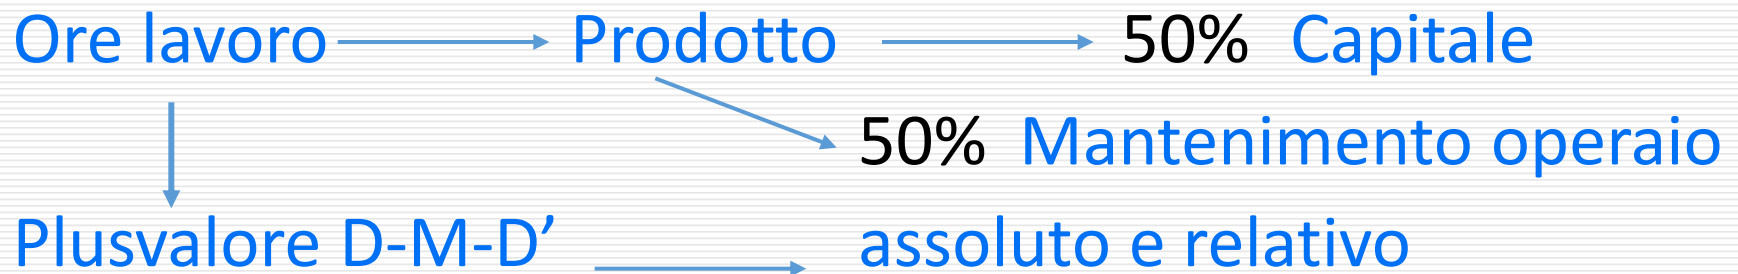 Ore lavoro Prodotto 50% Capitale
50% Mantenimento operaio
Plusvalore D-M-D’ assoluto e relativo